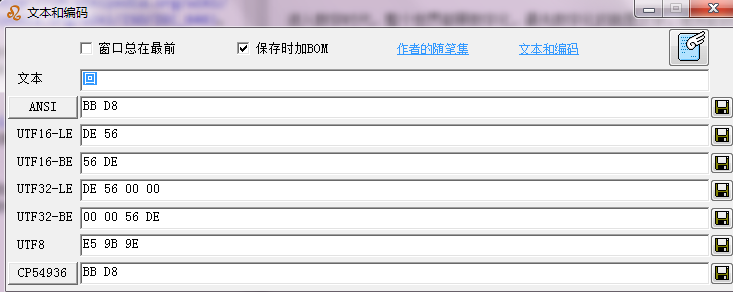 文本和编码
窗口总在最前 保存时加BOM 作者的随笔集 文本和编码
文本 回
ANSI BB D8
UTF16-LE DE 56
UTF16-BE 56 DE
UTF32-LE DE 56 00 00
UTF32-BE 00 00 56 DE
UTF8 E5 9B 9E
CP54936 BB D8